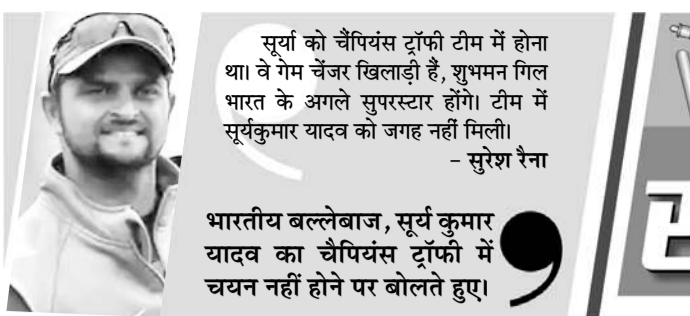 सूर्या को चैंपियंस ट्रॉफी टीम में होना
था। वे गेम चेंजर खिलाड़ी हैं, शुभमन गिल
भारत के अगले सुपरस्टार होंगे। टीम में
सूर्यकुमार यादव को जगह नहीं मिली।
– सुरेश रैना
भारतीय बल्लेबाज, सूर्य कुमार
यादव का चैपियंस ट्रॉफी में
चयन नहीं होने पर बोलते हुए।